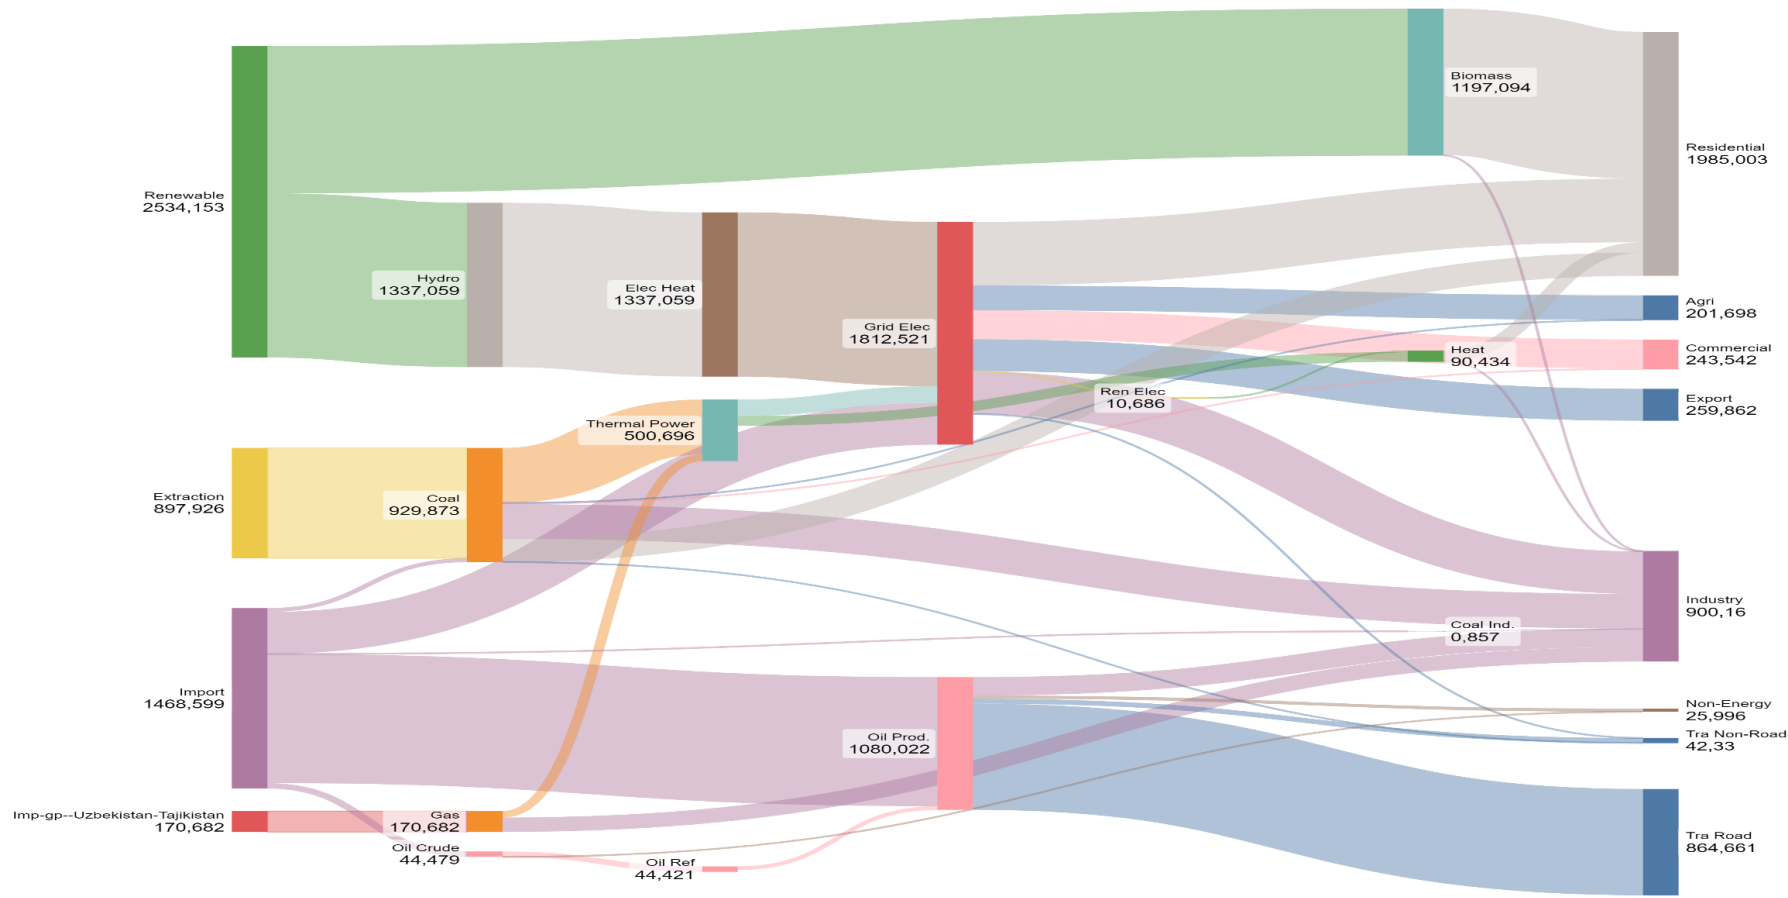 Renewable
2534,153
Extraction
897,926
Import
1468,599
Imp-gp--Uzbekistan-Tajikistan
170,682
Hydro
1337,059
Coal
929,873
Gas
170,682
Oil Crude
44,479
Elec Heat
1337,059
Thermal Power
500,696
Oil Ref
44,421
Grid Elec
1812,521
Oil Prod.
1080,022
Ren Elec
10,686
Biomass
1197,094
Heat
90,434
Coal Ind.
0,857
Residential
1985,003
Agri
201,698
Commercial
243,542
Export
259,862
Industry
900,16
Non-Energy
25,996
Tra Non-Road
42,33
Tra Road
864,661